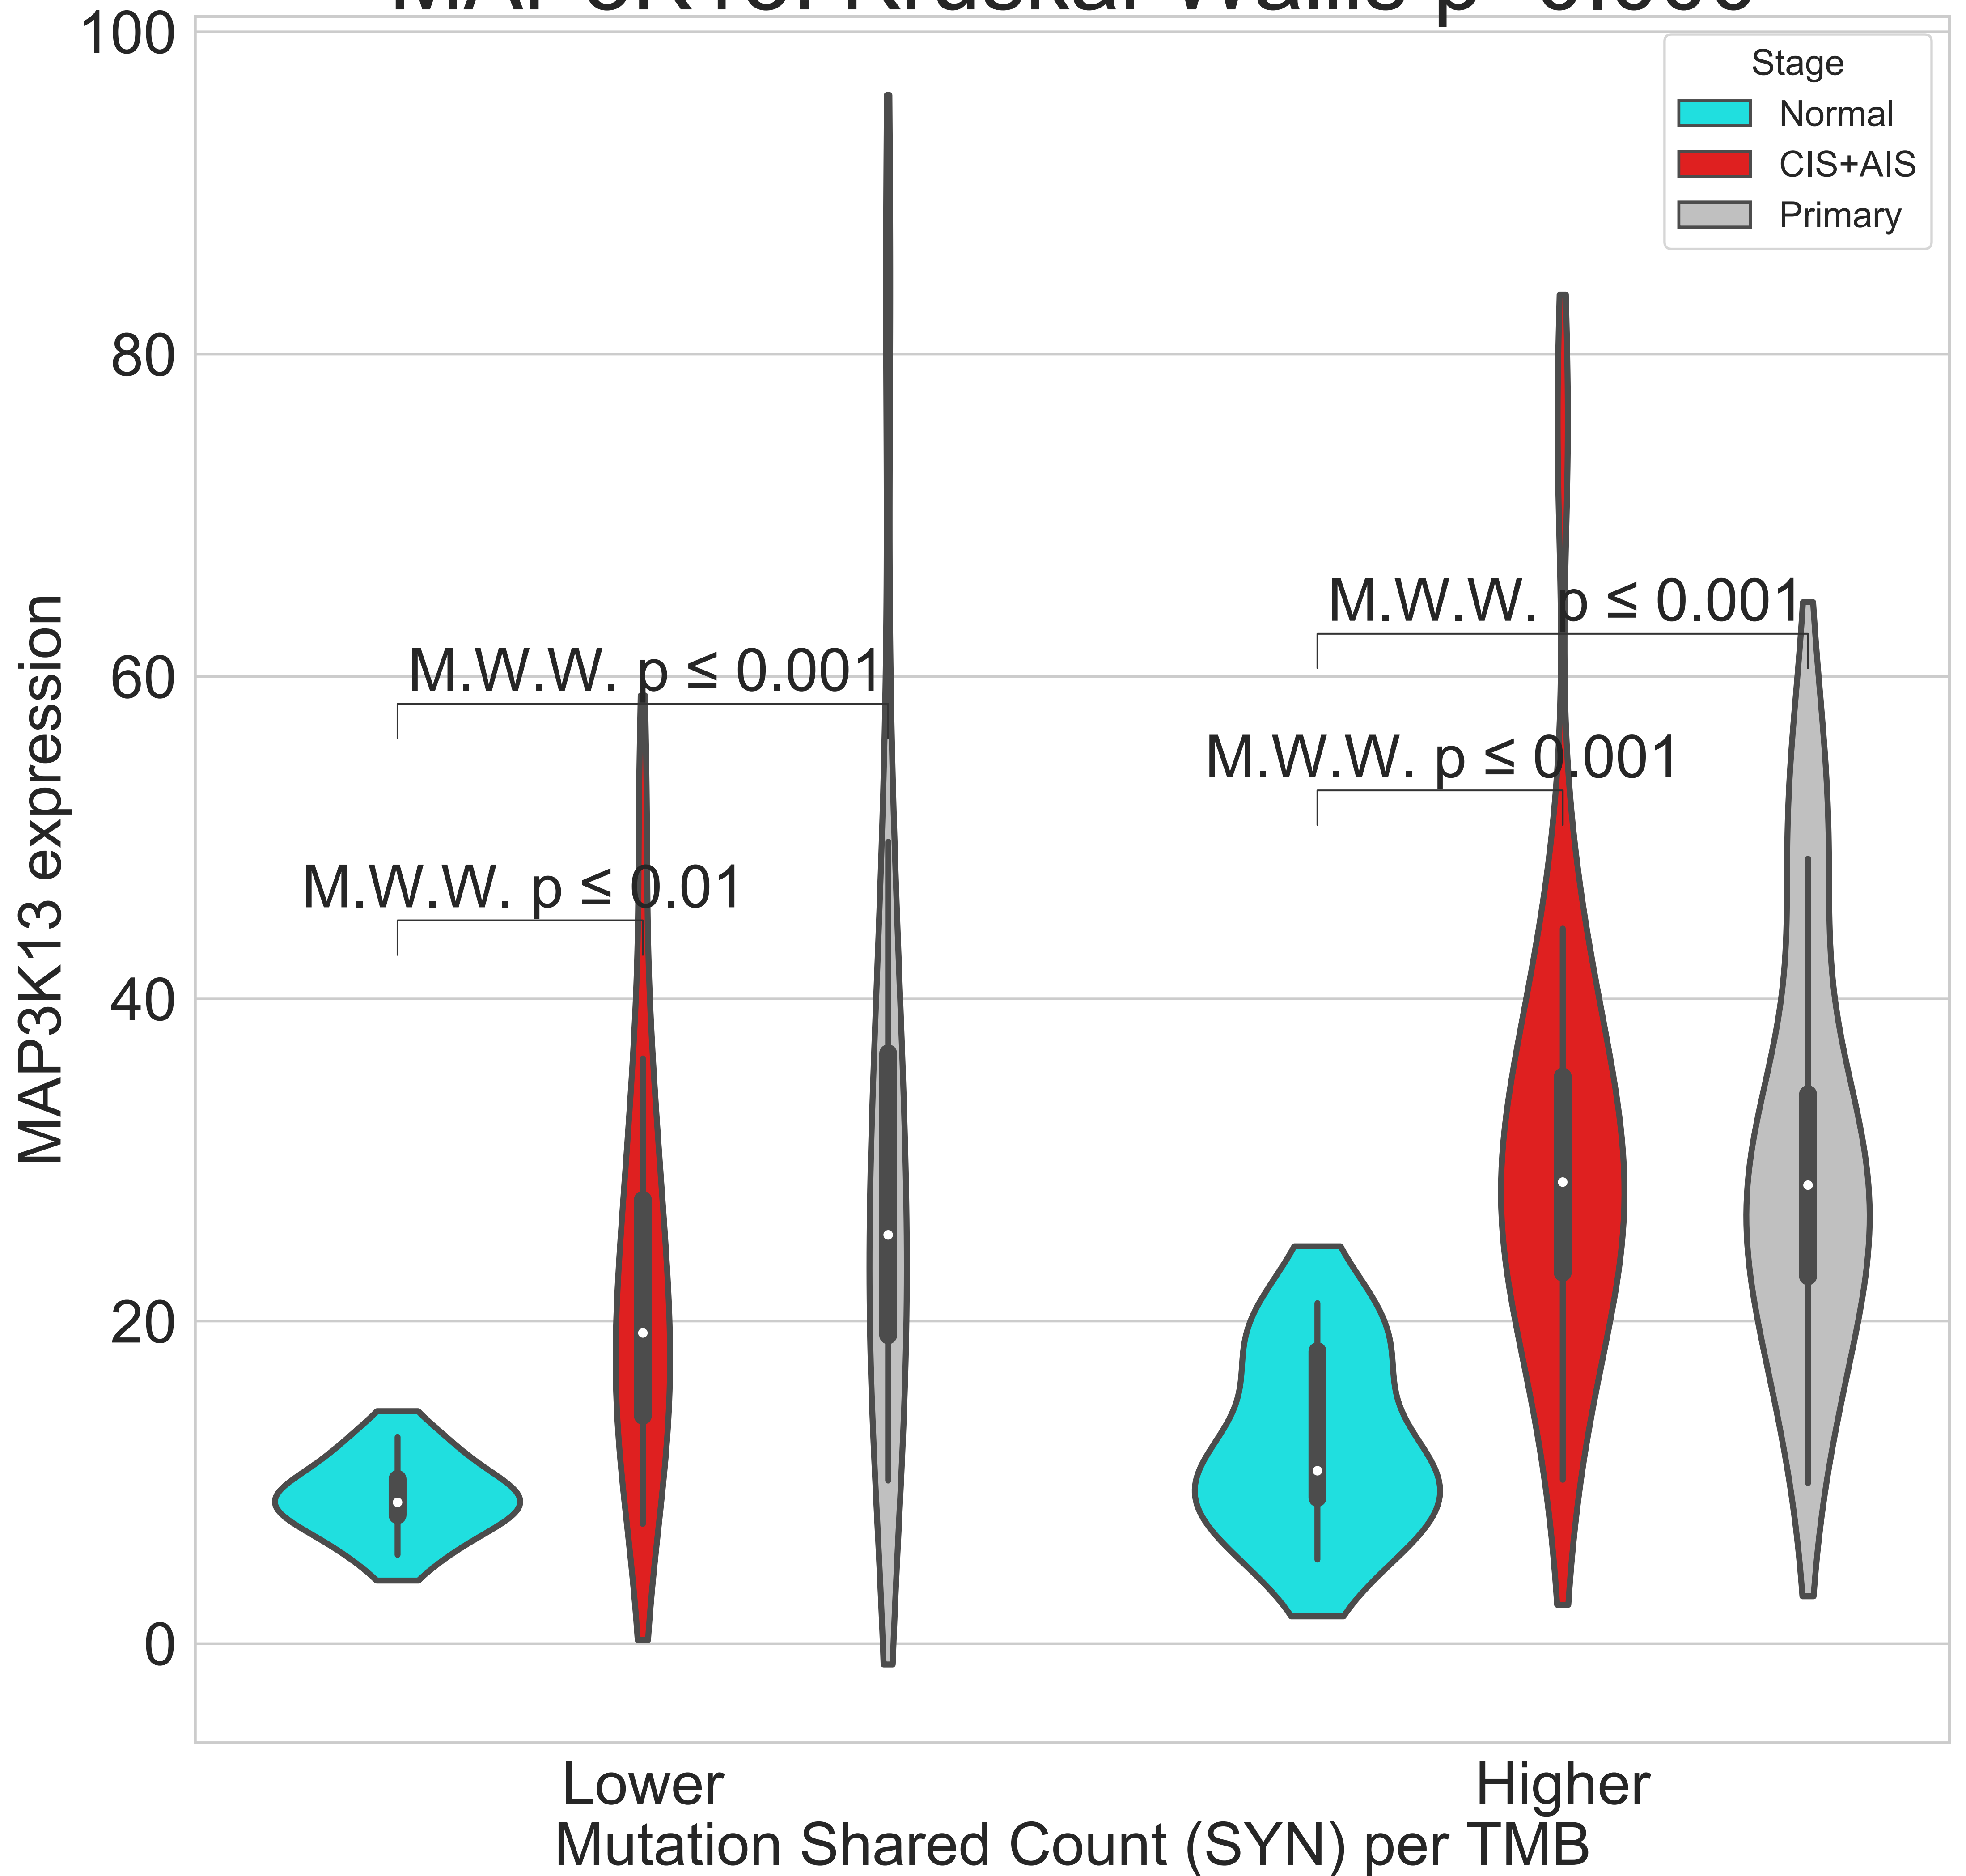 100
Stage
Normal
CIS+AIS
Primary
80
M.W.W. p ≤ 0.001
60
M.W.W. p ≤ 0.001
M.W.W. p ≤ 0.001
M.W.W. p ≤ 0.01
40
20
0
MAP3K13 expression
Lower
Higher
Mutation Shared Count (SYN) per TMB